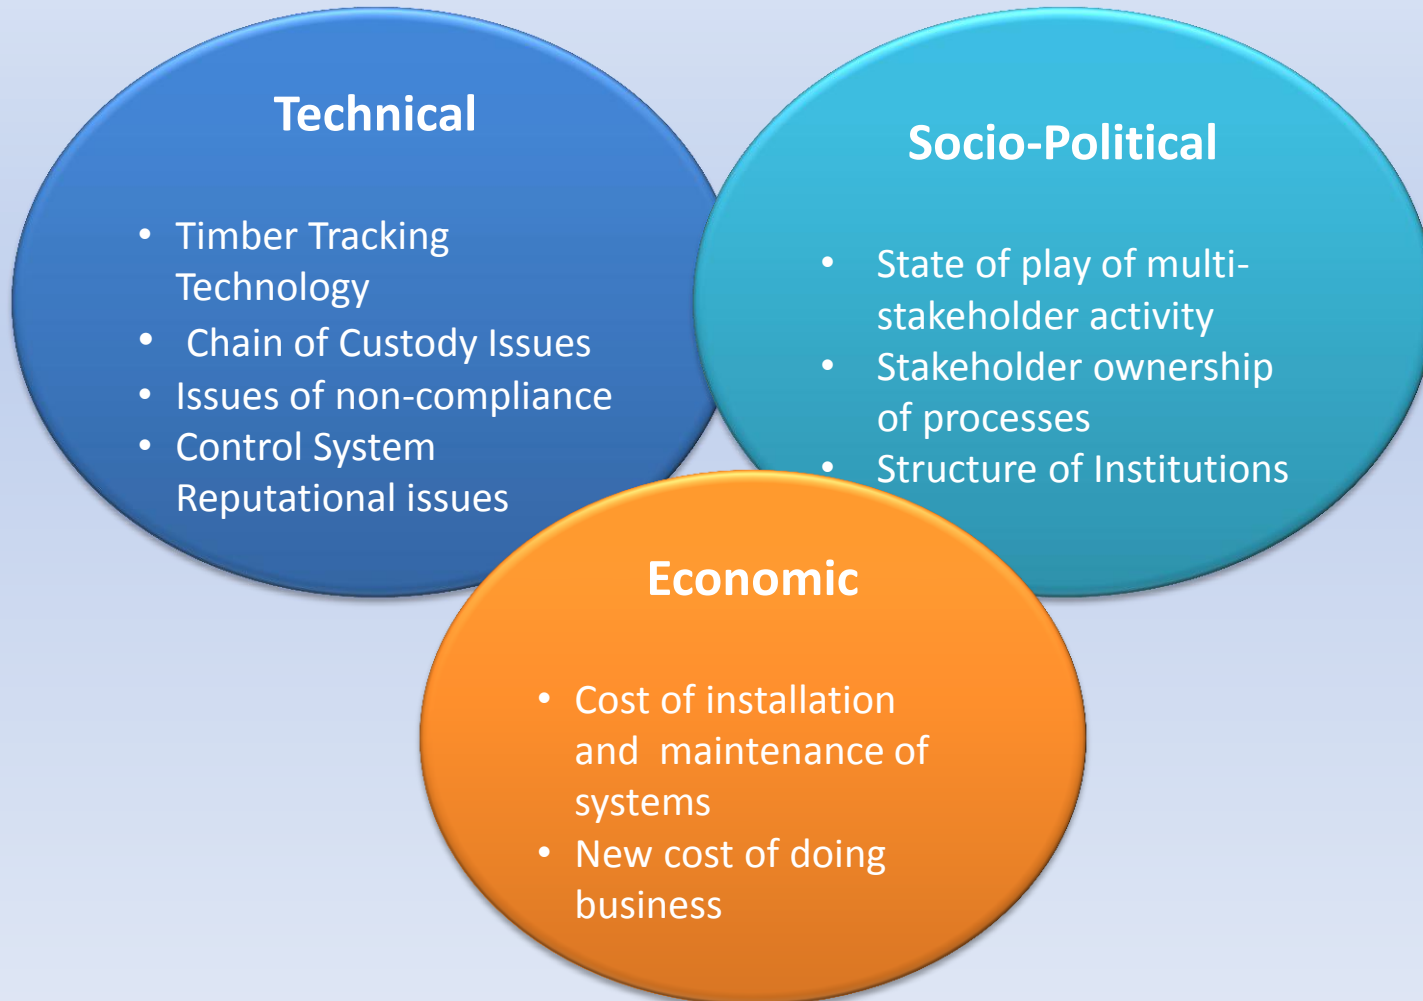 Technical
• Timber Tracking
Technology
• Chain of Custody Issues
• Issues of non-compliance
• Control System
Reputational issues
Socio-Political
• State of play of multi-
stakeholder activity
• Stakeholder ownership
of processes
• Structure of Institutions
Economic
• Cost of installation
and maintenance of
systems
• New cost of doing
business